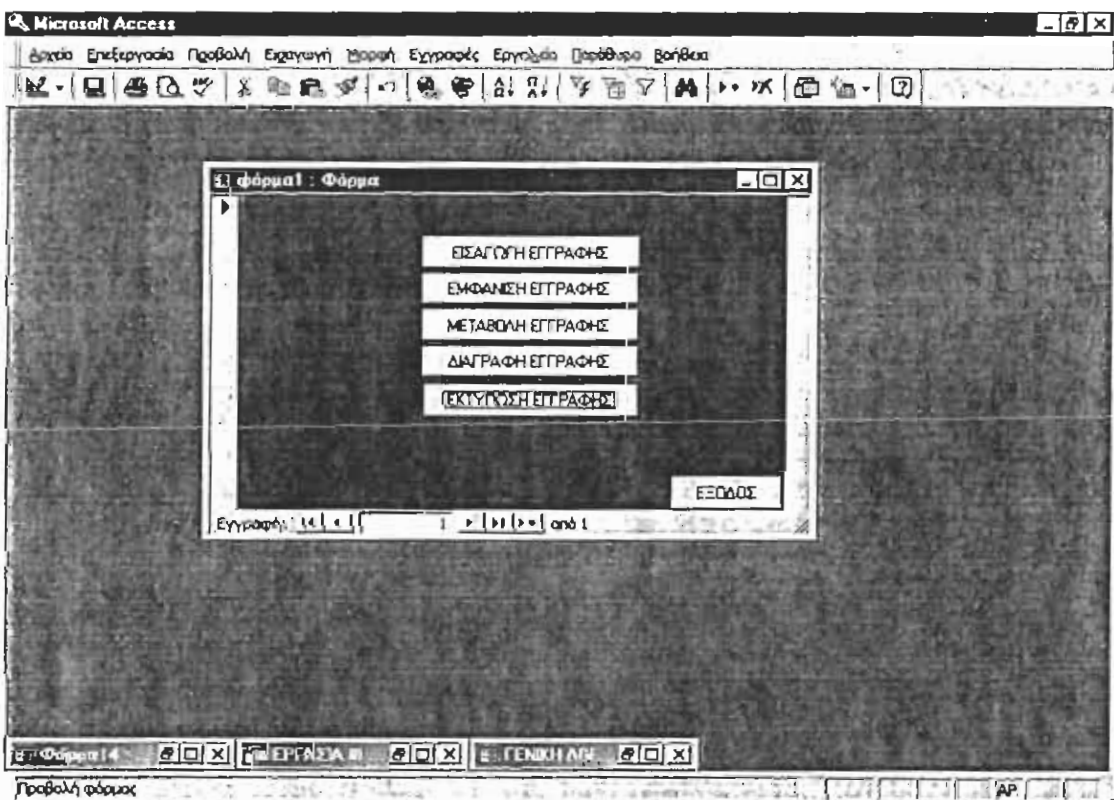 Microsoft Access
Αρχείο Επεξεργασία Προβολή Εισαγωγή Μορφή Εγγραφές Εργαλεία Παράθυρο Βοήθεια
φόρμα1 : Φόρμα
ΕΙΣΑΓΩΓΗ ΕΓΓΡΑΦΗΣ
ΕΜΦΑΝΙΣΗ ΕΓΓΡΑΦΗΣ
ΜΕΤΑΒΟΛΗ ΕΓΓΡΑΦΗΣ
ΔΙΑΓΡΑΦΗ ΕΓΓΡΑΦΗΣ
ΕΚΤΥΠΩΣΗ ΕΓΓΡΑΦΗΣ
ΕΞΟΔΟΣ
Εγγραφή: 1 από 1
Φόρμα14 ΕΡΓΑΣΙΑ ΓΕΝΙΚΗ
Προβολή φόρμας ΑΡ